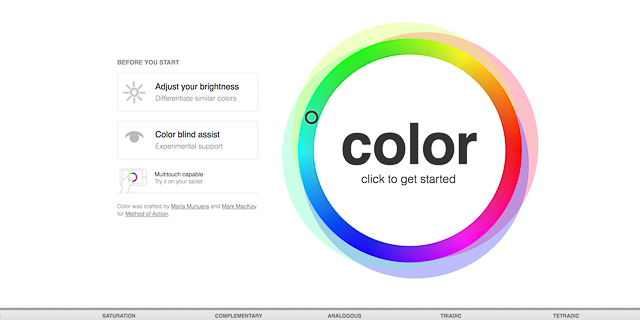 BEFORE YOU START
Adjust your brightness
Differentiate similar colors
Color blind assist
Experimental support
Multitouch capable
Try it on your tablet
Color was crafted by Maria Munuera and Mark MacKay
for Method of Action.
color
click to get started
SATURATION COMPLEMENTARY ANALOGOUS TRIADIC TETRADIC